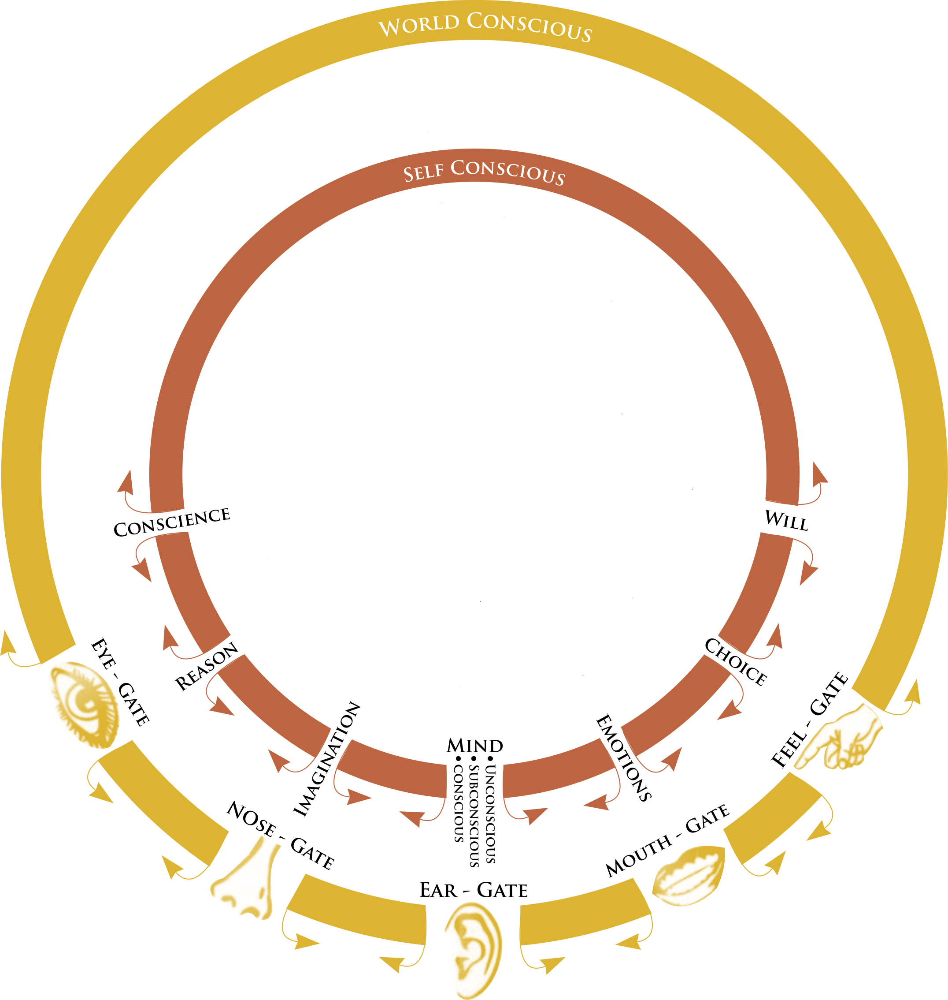 World Conscious
Self Conscious
Conscience
Will
Reason
Choice
Imagination
Emotions
Mind
• Conscious
• Subconscious
• Unconscious
Eye - Gate
Nose - Gate
Ear - Gate
Mouth - Gate
Feel - Gate